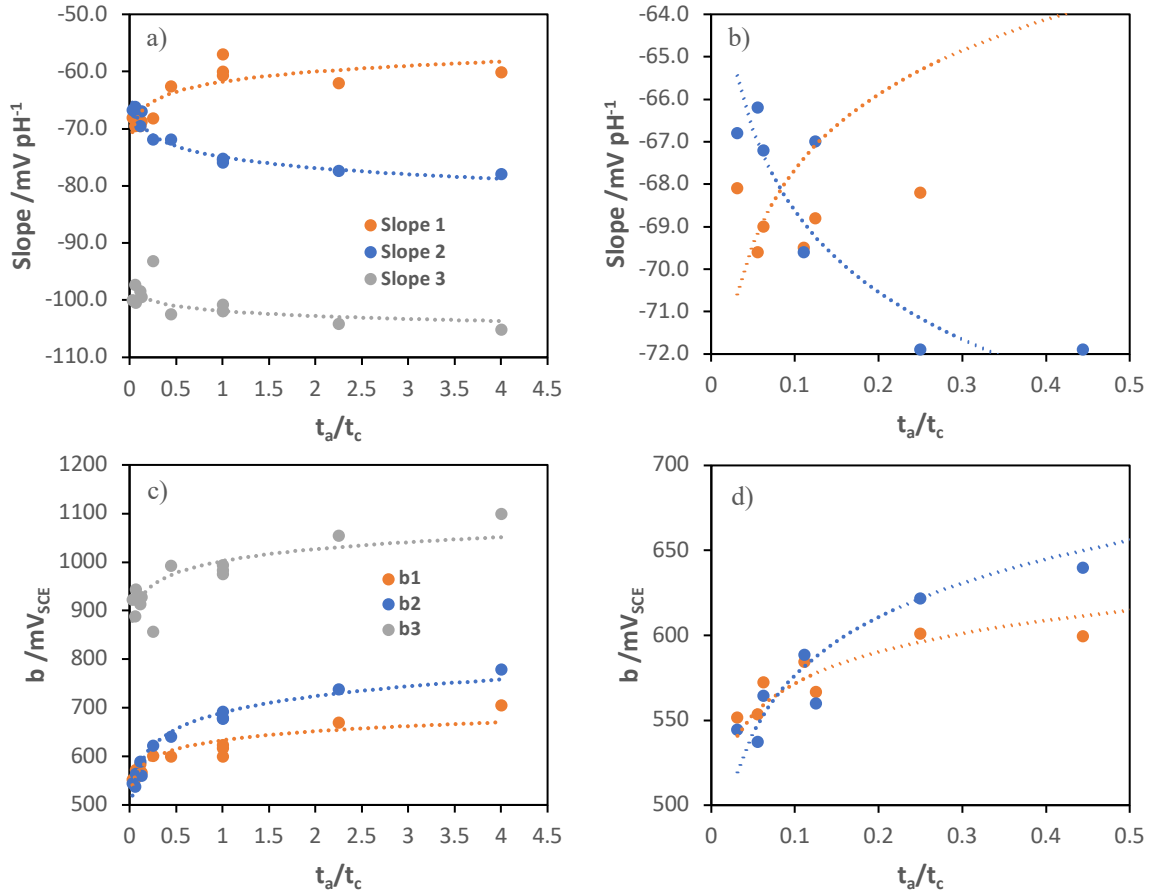 a)
-50.0
-60.0
-70.0
-80.0
-90.0
-100.0
-110.0
Slope /mV pH-1
Slope 1
Slope 2
Slope 3
0 0.5 1 1.5 2 2.5 3 3.5 4 4.5
ta/tc
b)
-64.0
-65.0
-66.0
-67.0
-68.0
-69.0
-70.0
-71.0
-72.0
Slope /mV pH-1
0 0.1 0.2 0.3 0.4 0.5
ta/tc
c)
1200
1100
1000
900
800
700
600
500
b /mVSCE
b1
b2
b3
0 0.5 1 1.5 2 2.5 3 3.5 4 4.5
ta/tc
d)
700
650
600
550
500
b /mVSCE
0 0.1 0.2 0.3 0.4 0.5
ta/tc